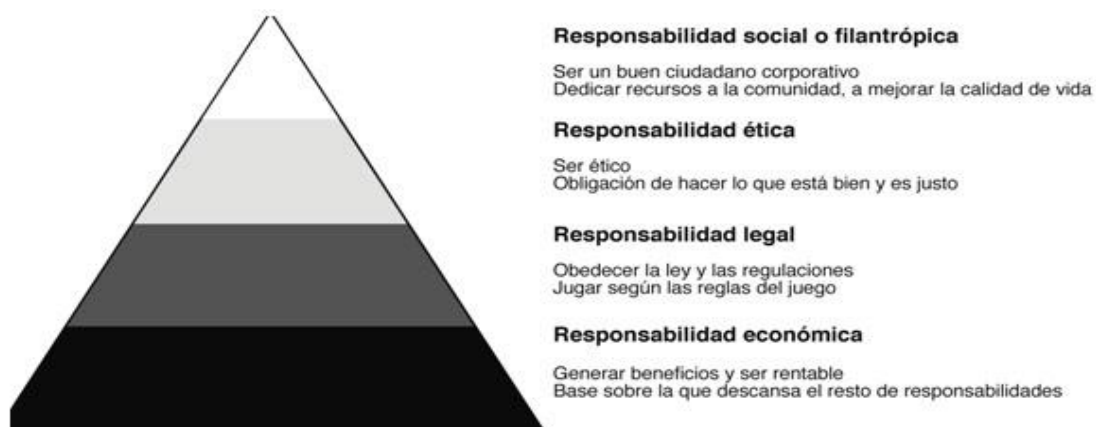 Responsabilidad social o filantrópica
Ser un buen ciudadano corporativo
Dedicar recursos a la comunidad, a mejorar la calidad de vida
Responsabilidad ética
Ser ético
Obligación de hacer lo que está bien y es justo
Responsabilidad legal
Obedecer la ley y las regulaciones
Jugar según las reglas del juego
Responsabilidad económica
Generar beneficios y ser rentable
Base sobre la que descansa el resto de responsabilidades